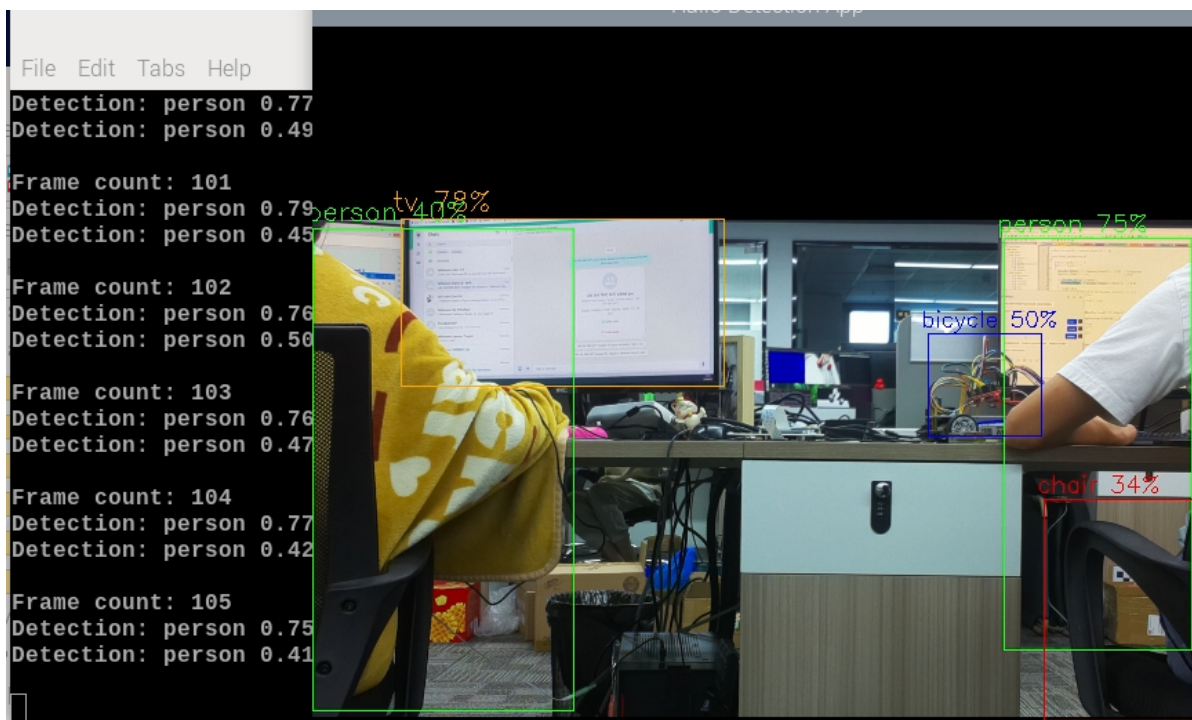 Hailo Detection App
File Edit Tabs Help
Detection: person 0.77
Detection: person 0.49
Frame count: 101
Detection: person 0.79
Detection: person 0.45
Frame count: 102
Detection: person 0.76
Detection: person 0.50
Frame count: 103
Detection: person 0.76
Detection: person 0.47
Frame count: 104
Detection: person 0.77
Detection: person 0.42
Frame count: 105
Detection: person 0.75
Detection: person 0.41
person 40%
tv 78%
person 75%
bicycle 50%
chair 34%